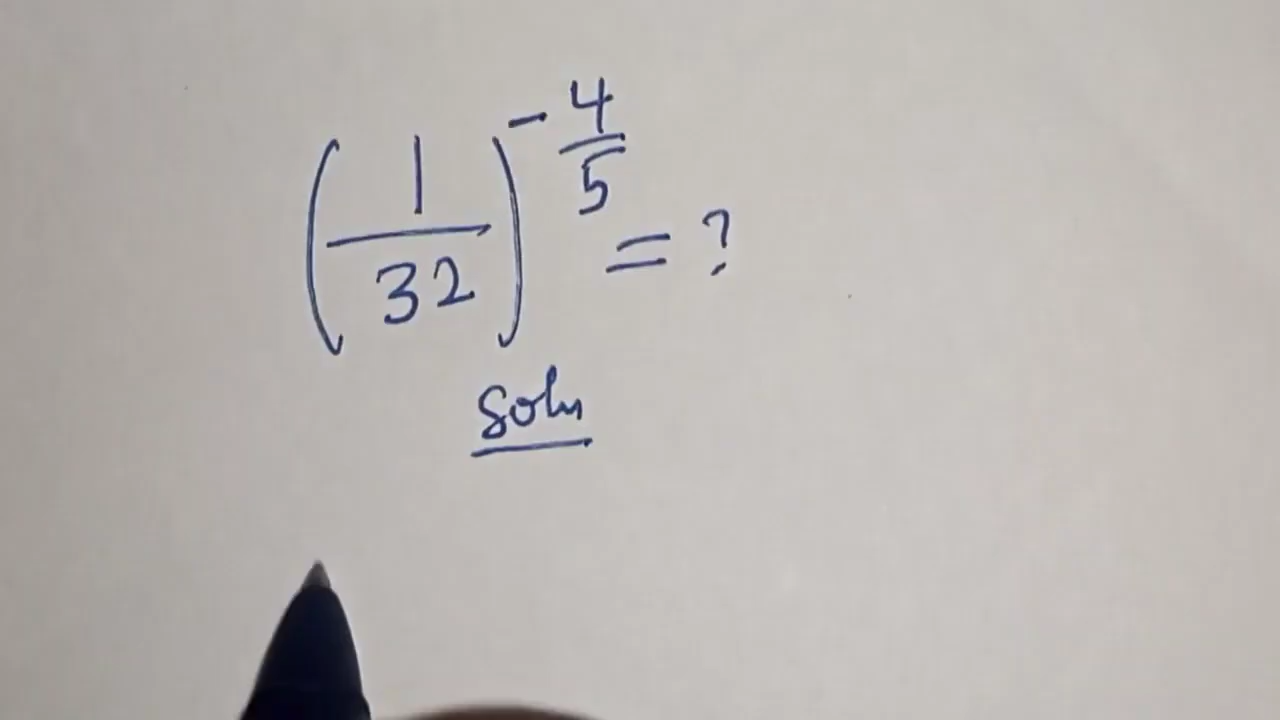 (1/32)^-4/5 = ?
Soln